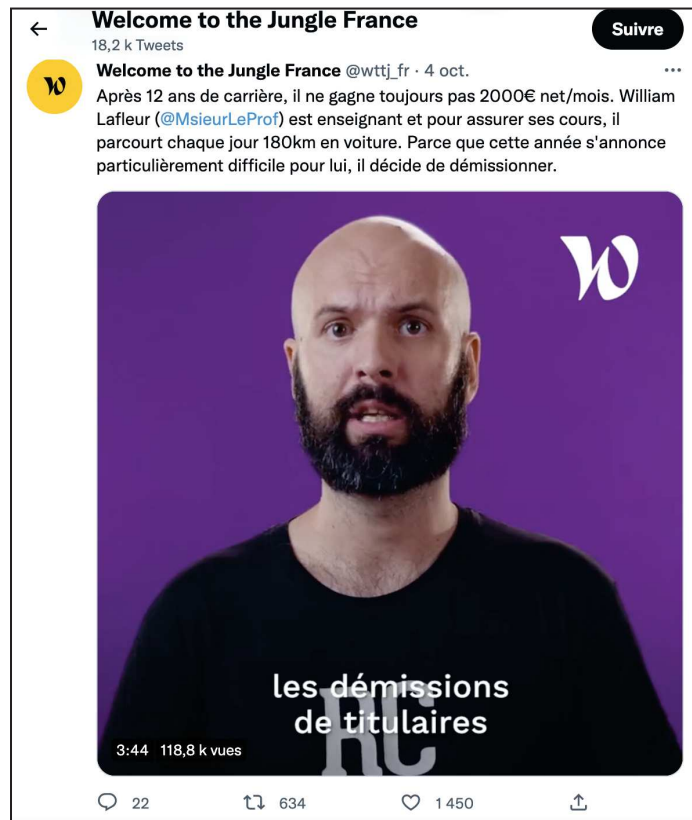 Welcome to the Jungle France
18,2 k Tweets
Suivre
Welcome to the Jungle France @wttj_fr · 4 oct.
Après 12 ans de carrière, il ne gagne toujours pas 2000€ net/mois. William
Lafleur (@MsieurLeProf) est enseignant et pour assurer ses cours, il
parcourt chaque jour 180km en voiture. Parce que cette année s'annonce
particulièrement difficile pour lui, il décide de démissionner.
W
les démissions
de titulaires
RC
3:44 118,8 k vues
22 634 1 450